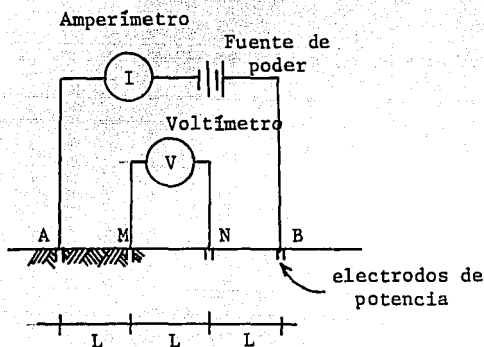 Amperímetro
Fuente de
poder
I
Voltímetro
V
A M N B
electrodos de
potencia
L L L